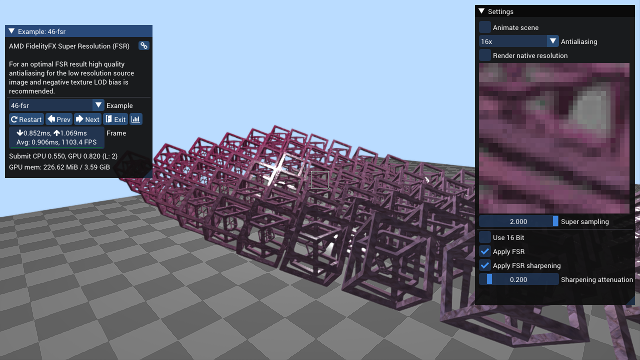 Example: 46-fsr
AMD FidelityFX Super Resolution (FSR)
For an optimal FSR result high quality
antialiasing for the low resolution source
image and negative texture LOD bias is
recommended.
46-fsr Example
Restart Prev Next Exit
0.852ms, 1.069ms
Avg: 0.906ms, 1103.4 FPS
Frame
Submit CPU 0.550, GPU 0.820 (L: 2)
GPU mem: 226.62 MiB / 3.59 GiB
Settings
Animate scene
16x Antialiasing
Render native resolution
2.000 Super sampling
Use 16 Bit
Apply FSR
Apply FSR sharpening
0.200 Sharpening attenuation